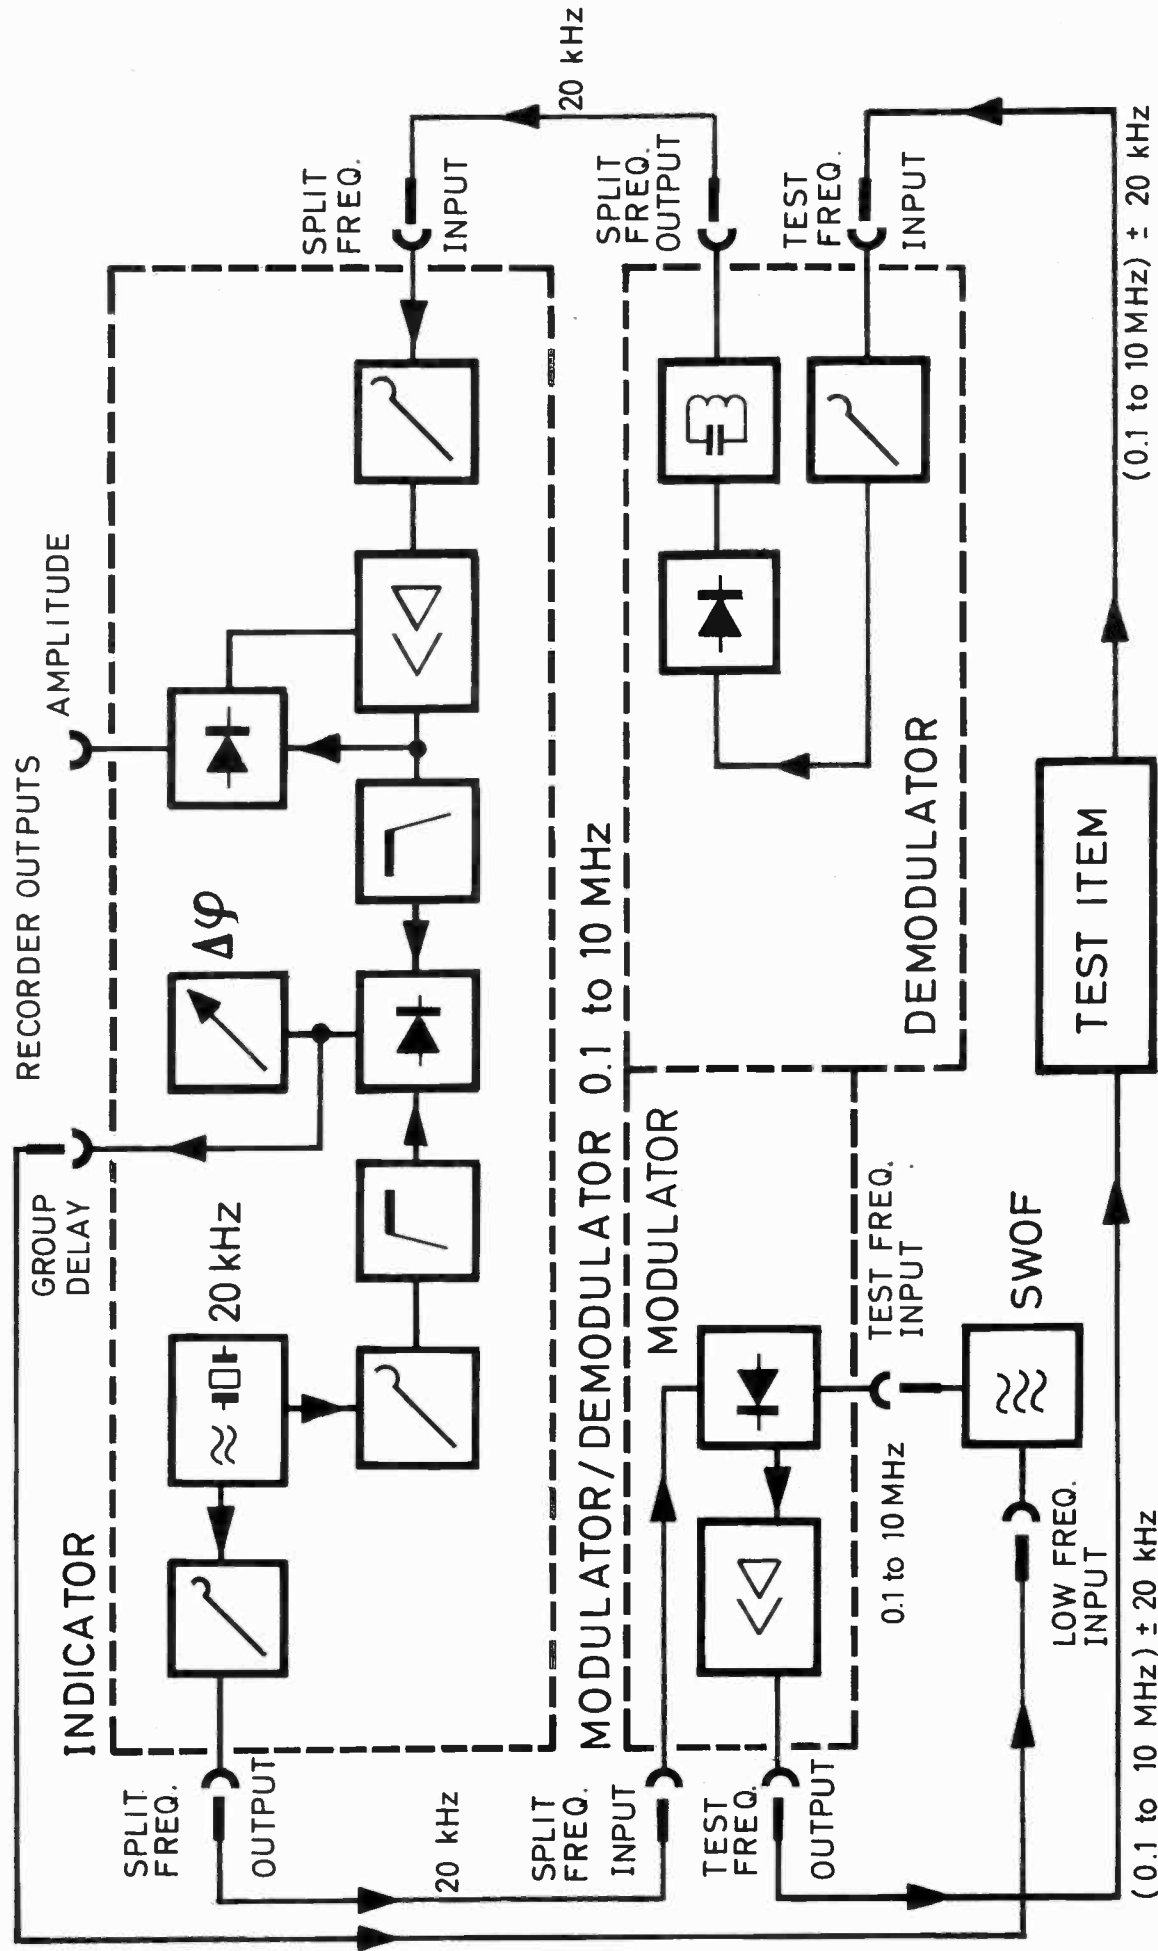 RECORDER OUTPUTS
AMPLITUDE
GROUP
DELAY
INDICATOR
20 kHz
Δφ
SPLIT
FREQ.
OUTPUT
SPLIT
FREQ.
INPUT
20 kHz
20 kHz
MODULATOR/DEMODULATOR 0.1 to 10 MHz
SPLIT
FREQ.
INPUT
MODULATOR
SPLIT
FREQ.
OUTPUT
TEST
FREQ.
OUTPUT
0.1 to 10 MHz
TEST FREQ.
INPUT
DEMODULATOR
TEST
FREQ.
INPUT
SWOF
LOW FREQ.
INPUT
TEST ITEM
(0.1 to 10 MHz) ± 20 kHz
(0.1 to 10 MHz) ± 20 kHz